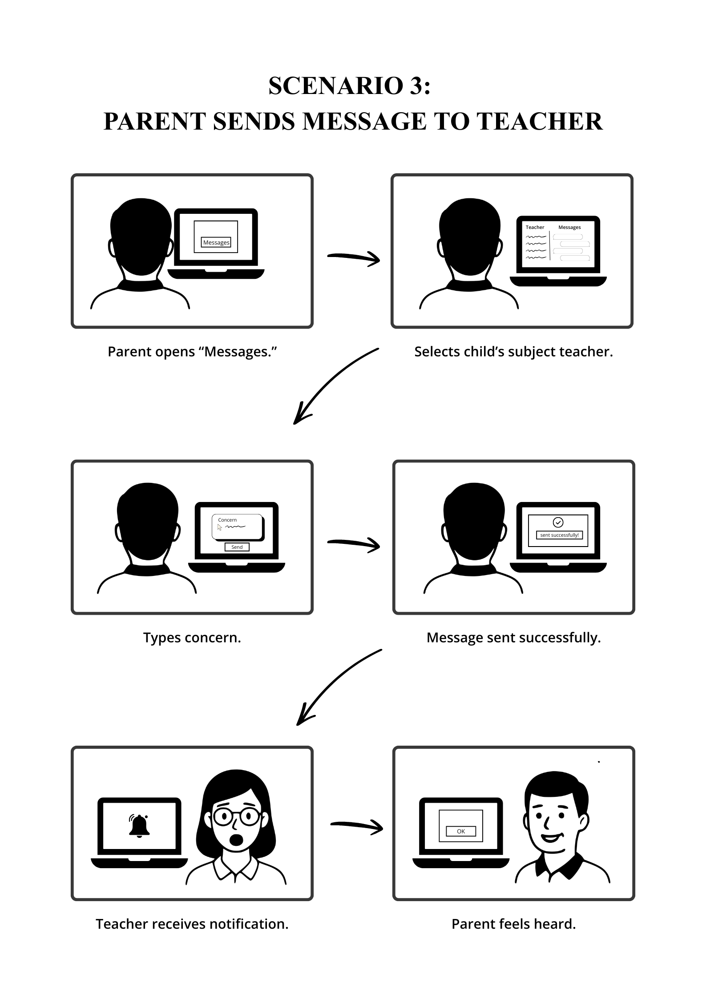 SCENARIO 3:
PARENT SENDS MESSAGE TO TEACHER
Messages
Parent opens “Messages.”
Teacher Messages
Selects child’s subject teacher.
Concern
Send
Types concern.
sent successfully!
Message sent successfully.
Teacher receives notification.
OK
Parent feels heard.